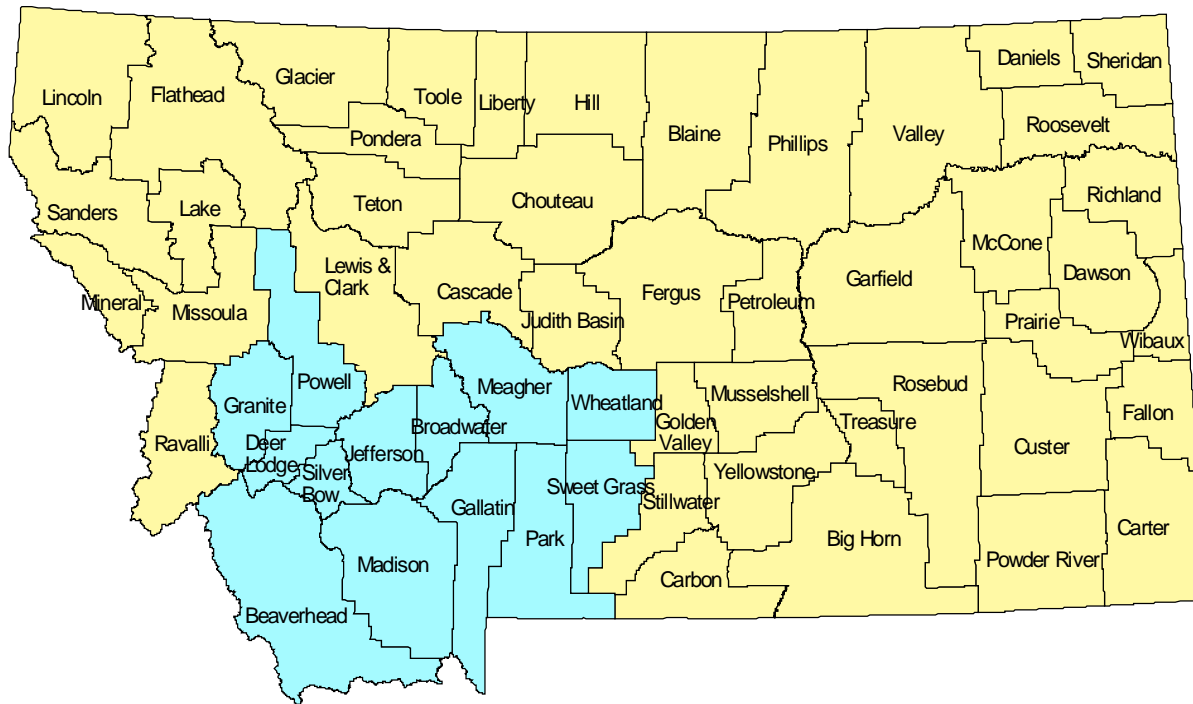 Lincoln
Flathead
Glacier
Toole
Liberty
Hill
Blaine
Phillips
Valley
Daniels
Sheridan
Roosevelt
Pondera
Teton
Chouteau
Richland
Sanders
Lake
McCone
Dawson
Mineral
Missoula
Lewis &
Clark
Cascade
Judith Basin
Fergus
Petroleum
Garfield
Prairie
Wibaux
Ravalli
Granite
Powell
Meagher
Wheatland
Golden
Valley
Musselshell
Rosebud
Treasure
Custer
Fallon
Deer
Lodge
Silver
Bow
Jefferson
Broadwater
Gallatin
Park
Sweet Grass
Stillwater
Yellowstone
Big Horn
Carbon
Powder River
Carter
Madison
Beaverhead